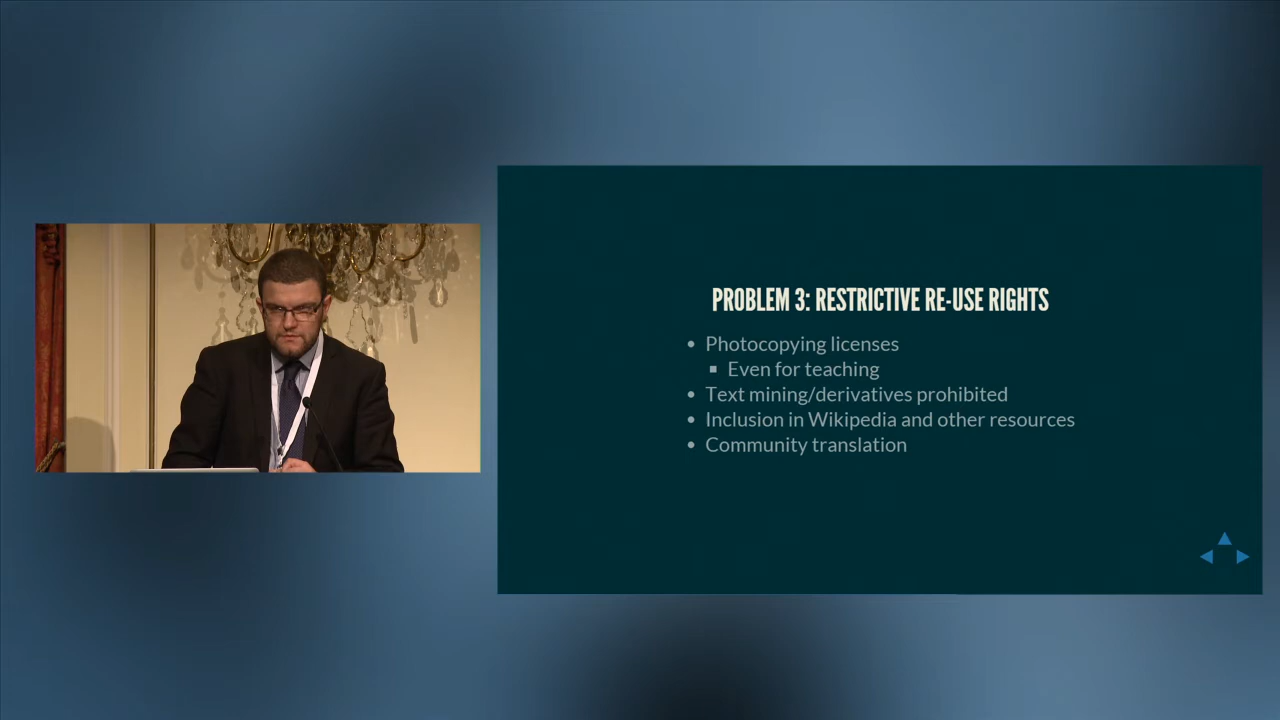 PROBLEM 3: RESTRICTIVE RE-USE RIGHTS
Photocopying licenses
Even for teaching
Text mining/derivatives prohibited
Inclusion in Wikipedia and other resources
Community translation